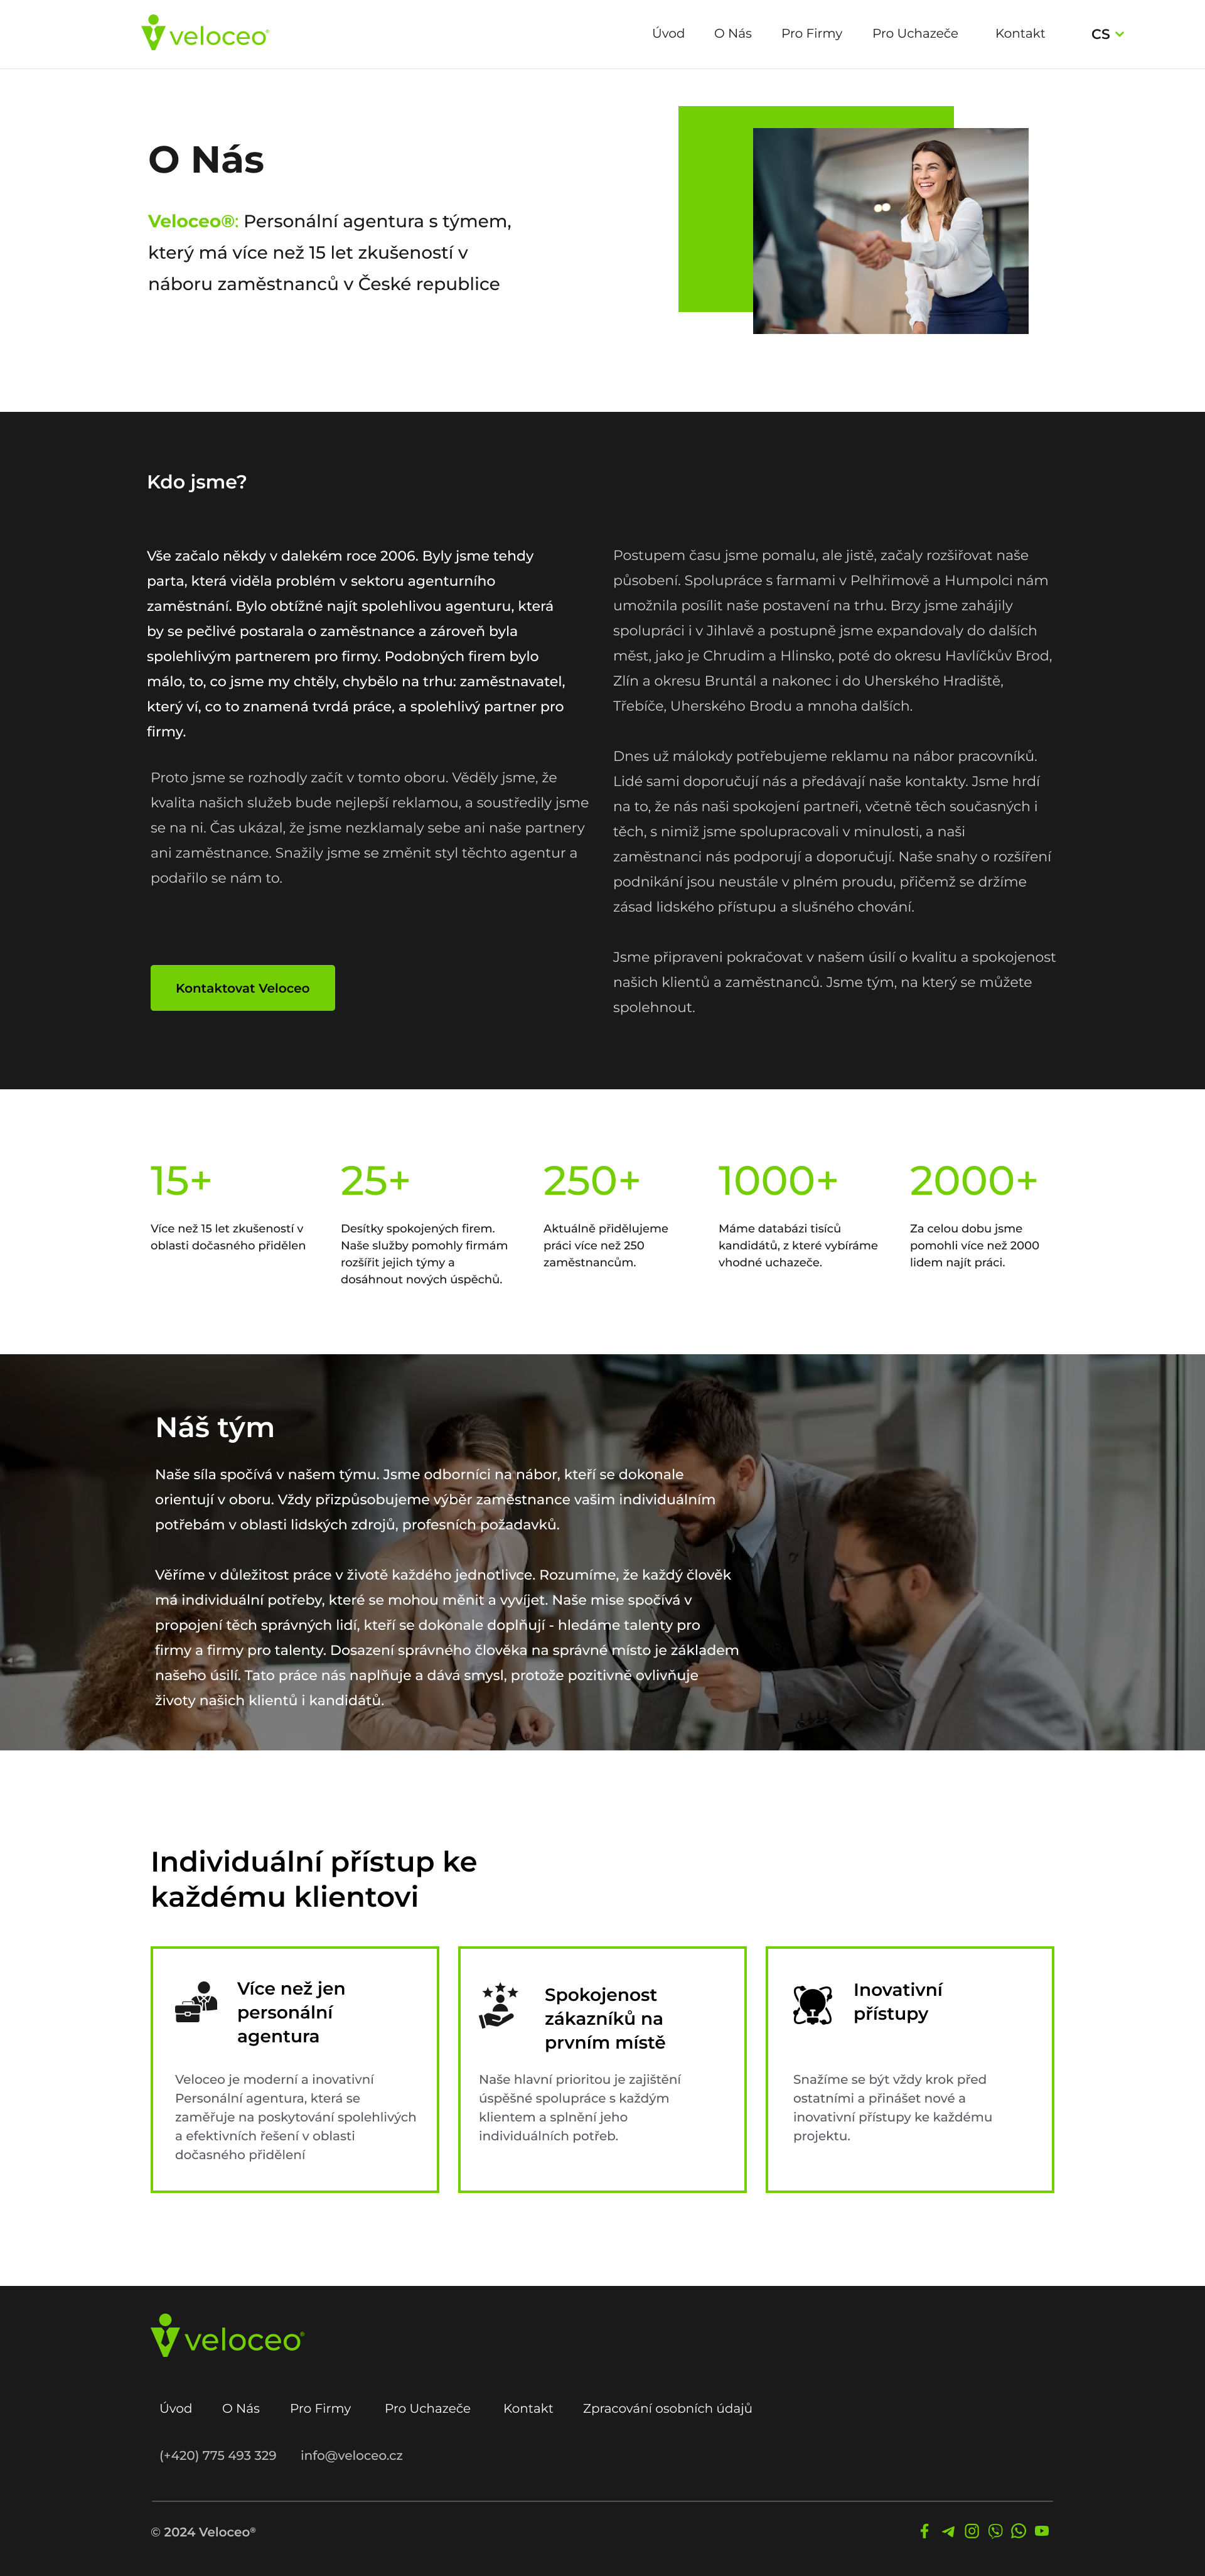 veloceo®
Úvod O Nás Pro Firmy Pro Uchazeče Kontakt CS
O Nás
Veloceo®: Personální agentura s týmem,
který má více než 15 let zkušeností v
náboru zaměstnanců v České republice
Kdo jsme?
Vše začalo někdy v dalekém roce 2006. Byly jsme tehdy
parta, která viděla problém v sektoru agenturního
zaměstnání. Bylo obtížné najít spolehlivou agenturu, která
by se pečlivé postarala o zaměstnance a zároveň byla
spolehlivým partnerem pro firmy. Podobných firem bylo
málo, to, co jsme my chtěly, chybělo na trhu: zaměstnavatel,
který ví, co to znamená tvrdá práce, a spolehlivý partner pro
firmy.
Proto jsme se rozhodly začít v tomto oboru. Věděly jsme, že
kvalita našich služeb bude nejlepší reklamou, a soustředily jsme
se na ni. Čas ukázal, že jsme nezklamaly sebe ani naše partnery
ani zaměstnance. Snažily jsme se změnit styl těchto agentur a
podařilo se nám to.
Kontaktovat Veloceo
Postupem času jsme pomalu, ale jistě, začaly rozšiřovat naše
působení. Spolupráce s farmami v Pelhřimově a Humpolci nám
umožnila posílit naše postavení na trhu. Brzy jsme zahájily
spolupráci i v Jihlavě a postupně jsme expandovaly do dalších
měst, jako je Chrudim a Hlinsko, poté do okresu Havlíčkův Brod,
Zlín a okresu Bruntál a nakonec i do Uherského Hradiště,
Třebíče, Uherského Brodu a mnoha dalších.
Dnes už málokdy potřebujeme reklamu na nábor pracovníků.
Lidé sami doporučují nás a předávají naše kontakty. Jsme hrdí
na to, že nás naši spokojení partneři, včetně těch současných i
těch, s nimiž jsme spolupracovali v minulosti, a naši
zaměstnanci nás podporují a doporučují. Naše snahy o rozšíření
podnikání jsou neustále v plném proudu, přičemž se držíme
zásad lidského přístupu a slušného chování.
Jsme připraveni pokračovat v našem úsilí o kvalitu a spokojenost
našich klientů a zaměstnanců. Jsme tým, na který se můžete
spolehnout.
15+
Více než 15 let zkušeností v
oblasti dočasného přidělen
25+
Desítky spokojených firem.
Naše služby pomohly firmám
rozšířit jejich týmy a
dosáhnout nových úspěchů.
250+
Aktuálně přidělujeme
práci více než 250
zaměstnancům.
1000+
Máme databázi tisíců
kandidátů, z které vybíráme
vhodné uchazeče.
2000+
Za celou dobu jsme
pomohli více než 2000
lidem najít práci.
Náš tým
Naše síla spočívá v našem týmu. Jsme odborníci na nábor, kteří se dokonale
orientují v oboru. Vždy přizpůsobujeme výběr zaměstnance vašim individuálním
potřebám v oblasti lidských zdrojů, profesních požadavků.
Věříme v důležitost práce v životě každého jednotlivce. Rozumíme, že každý člověk
má individuální potřeby, které se mohou měnit a vyvíjet. Naše mise spočívá v
propojení těch správných lidí, kteří se dokonale doplňují - hledáme talenty pro
firmy a firmy pro talenty. Dosazení správného člověka na správné místo je základem
našeho úsilí. Tato práce nás naplňuje a dává smysl, protože pozitivně ovlivňuje
životy našich klientů i kandidátů.
Individuální přístup ke
každému klientovi
Více než jen
personální
agentura
Veloceo je moderní a inovativní
Personální agentura, která se
zaměřuje na poskytování spolehlivých
a efektivních řešení v oblasti
dočasného přidělení
Spokojenost
zákazníků na
prvním místě
Naše hlavní prioritou je zajištění
úspěšné spolupráce s každým
klientem a splnění jeho
individuálních potřeb.
Inovativní
přístupy
Snažíme se být vždy krok před
ostatními a přinášet nové a
inovativní přístupy ke každému
projektu.
veloceo®
Úvod O Nás Pro Firmy Pro Uchazeče Kontakt Zpracování osobních údajů
(+420) 775 493 329 info@veloceo.cz
© 2024 Veloceo®